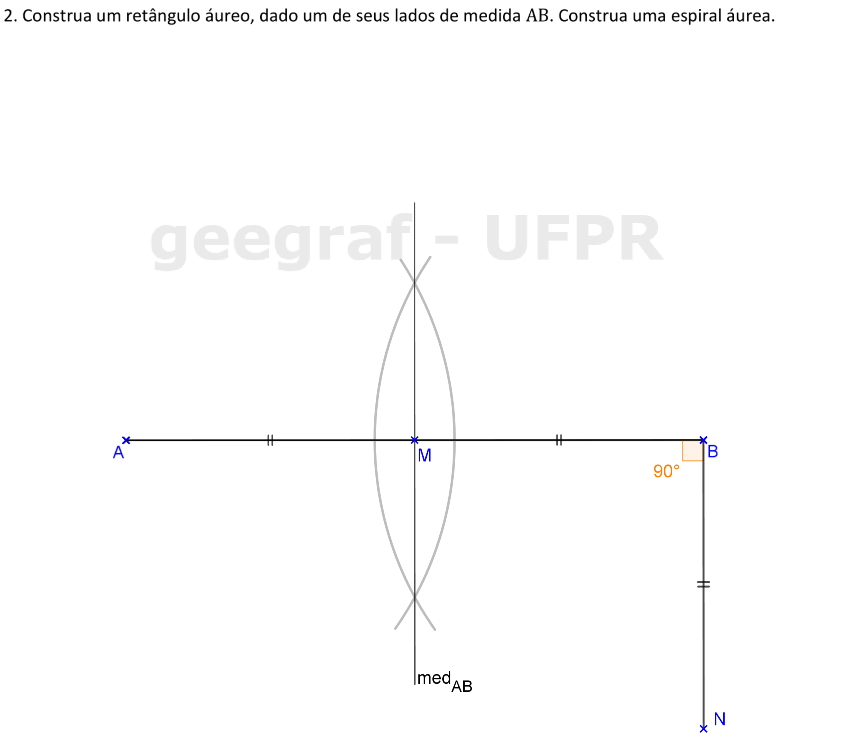 2. Construa um retângulo áureo, dado um de seus lados de medida AB. Construa uma espiral áurea.
geegraf - UFPR
A
M
B
90°
med AB
N